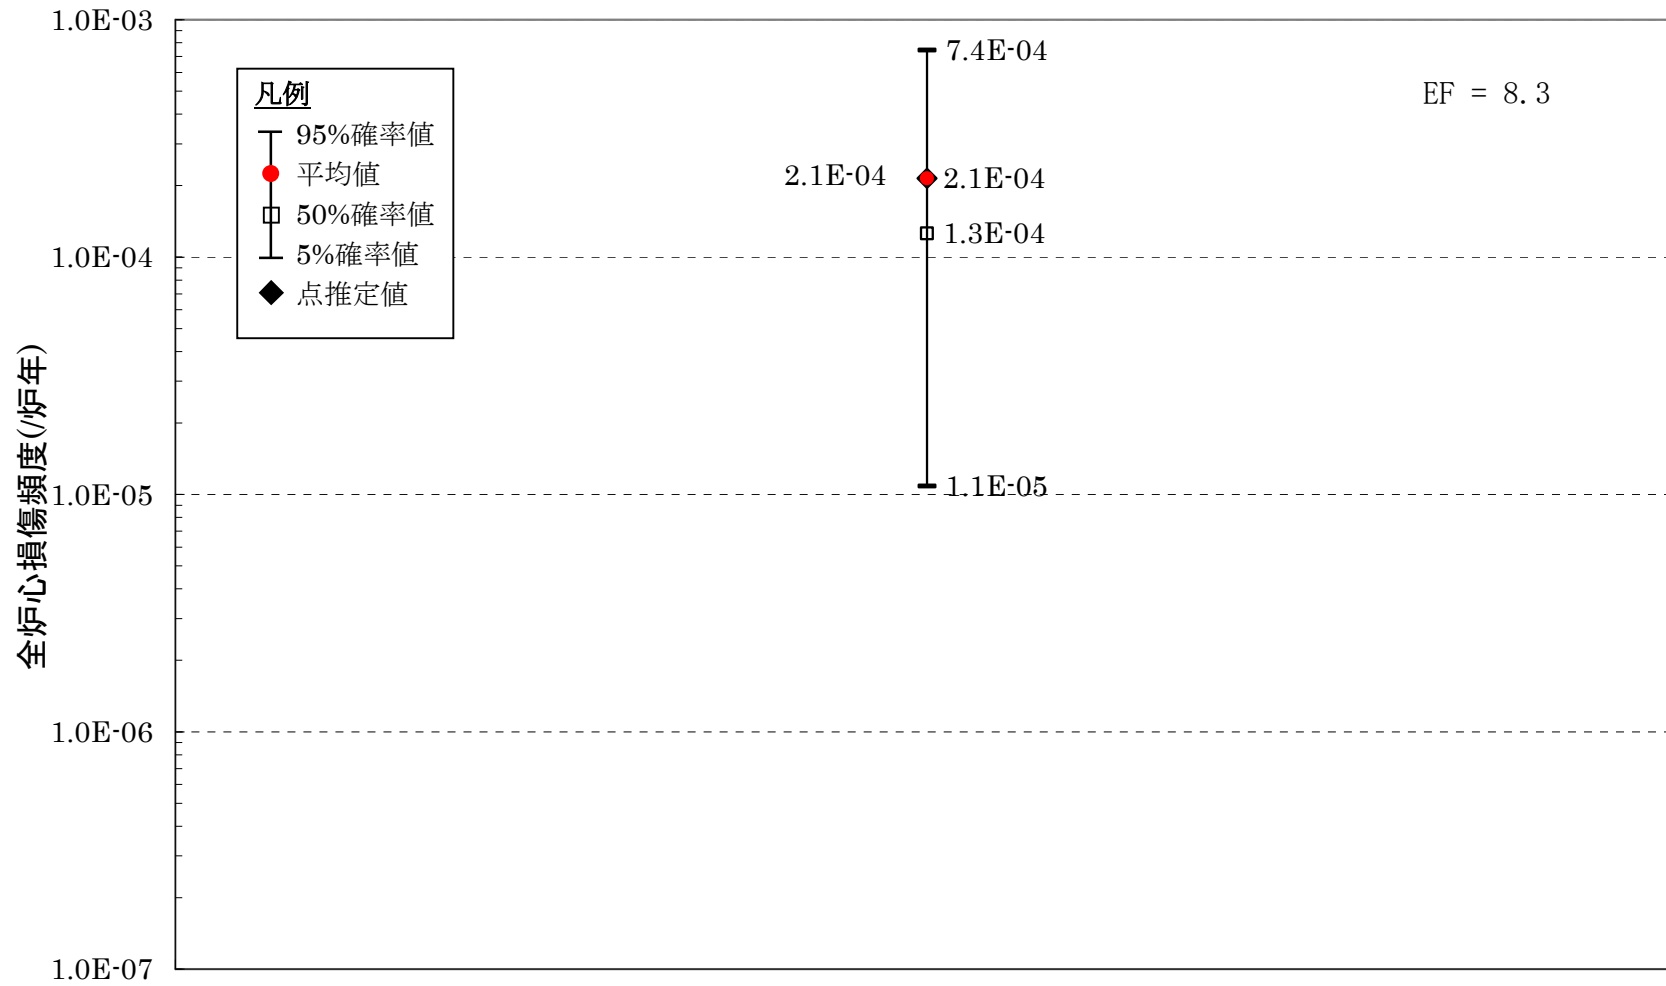 1.0E-03
7.4E-04
EF = 8.3
凡例
95%確率値
平均値
50%確率値
5%確率値
点推定値
2.1E-04
2.1E-04
1.3E-04
1.0E-04
全炉心損傷頻度(/炉年)
1.1E-05
1.0E-05
1.0E-06
1.0E-07